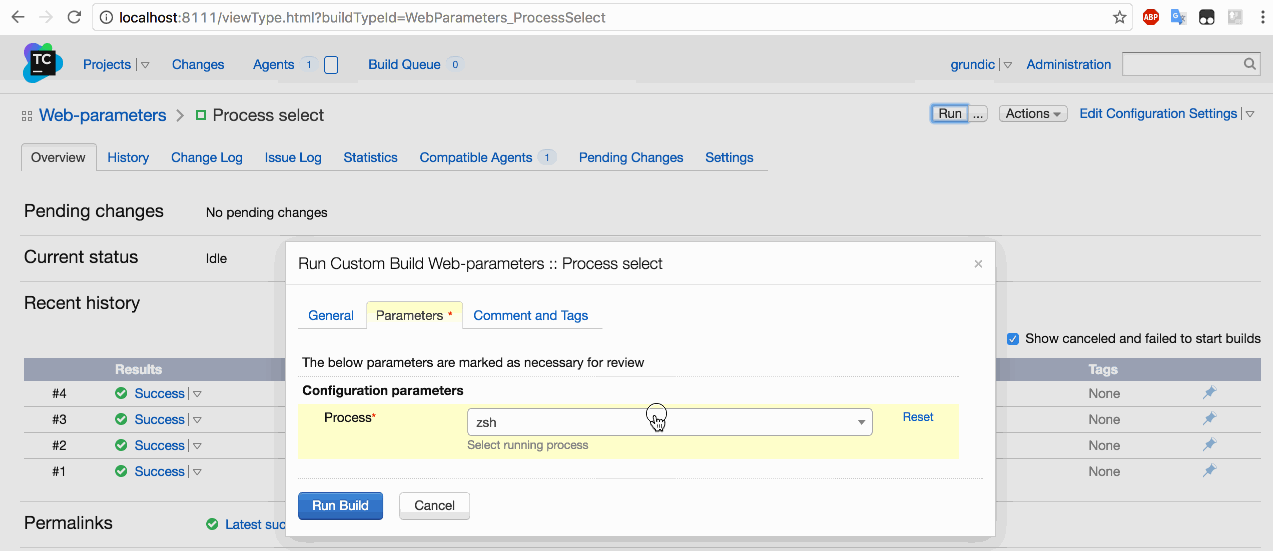 localhost:8111/viewType.html?buildTypeId=WebParameters_ProcessSelect
ABP
TC
Projects Changes Agents 1 Build Queue 0 grundic Administration
Web-parameters > Process select Run ... Actions Edit Configuration Settings
Overview History Change Log Issue Log Statistics Compatible Agents 1 Pending Changes Settings
Pending changes No pending changes
Current status Idle
Run Custom Build Web-parameters :: Process select ×
Recent history
General Parameters * Comment and Tags
Show canceled and failed to start builds
The below parameters are marked as necessary for review
Results Tags
Configuration parameters
#4 Success None
Process* zsh Reset
#3 Success None
Select running process
#2 Success None
#1 Success None
Run Build Cancel
Permalinks Latest suc